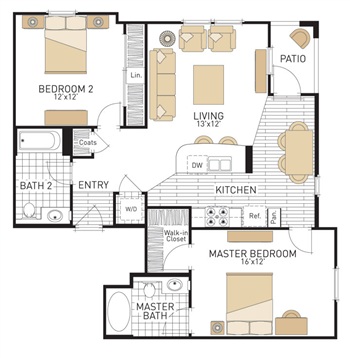 BEDROOM 2
12'x12'
Lin.
PATIO
LIVING
13'x12'
Coats
DW
BATH 2
ENTRY
KITCHEN
W/D
Ref.
Pan.
Walk-in
Closet
MASTER BEDROOM
16'x12'
MASTER
BATH